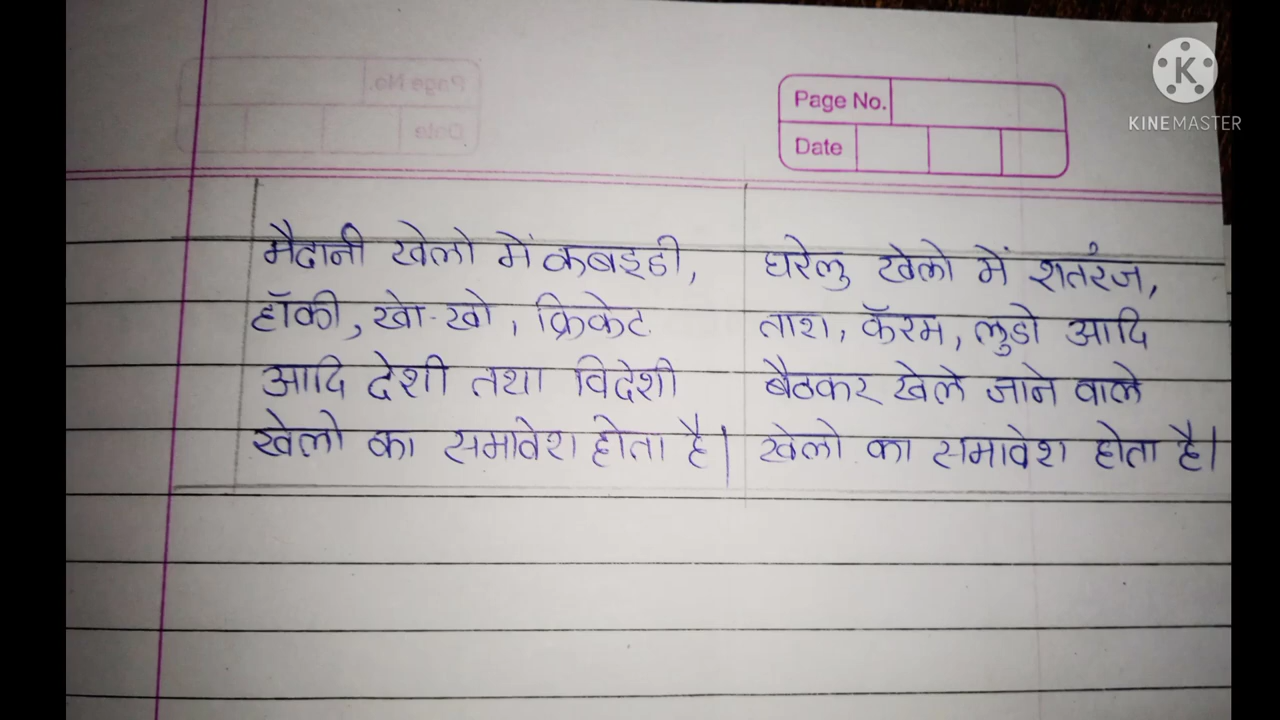 KINEMASTER
Page No.
Date
मैदानी खेलो में कबड्डी,
हॉकी, खो-खो, क्रिकेट
आदि देशी तथा विदेशी
खेलो का समावेश होता है|
घरेलु खेलो में शतरंज,
ताश, कॅरम, लुडो आदि
बैठकर खेले जाने वाले
खेलो का समावेश होता है|